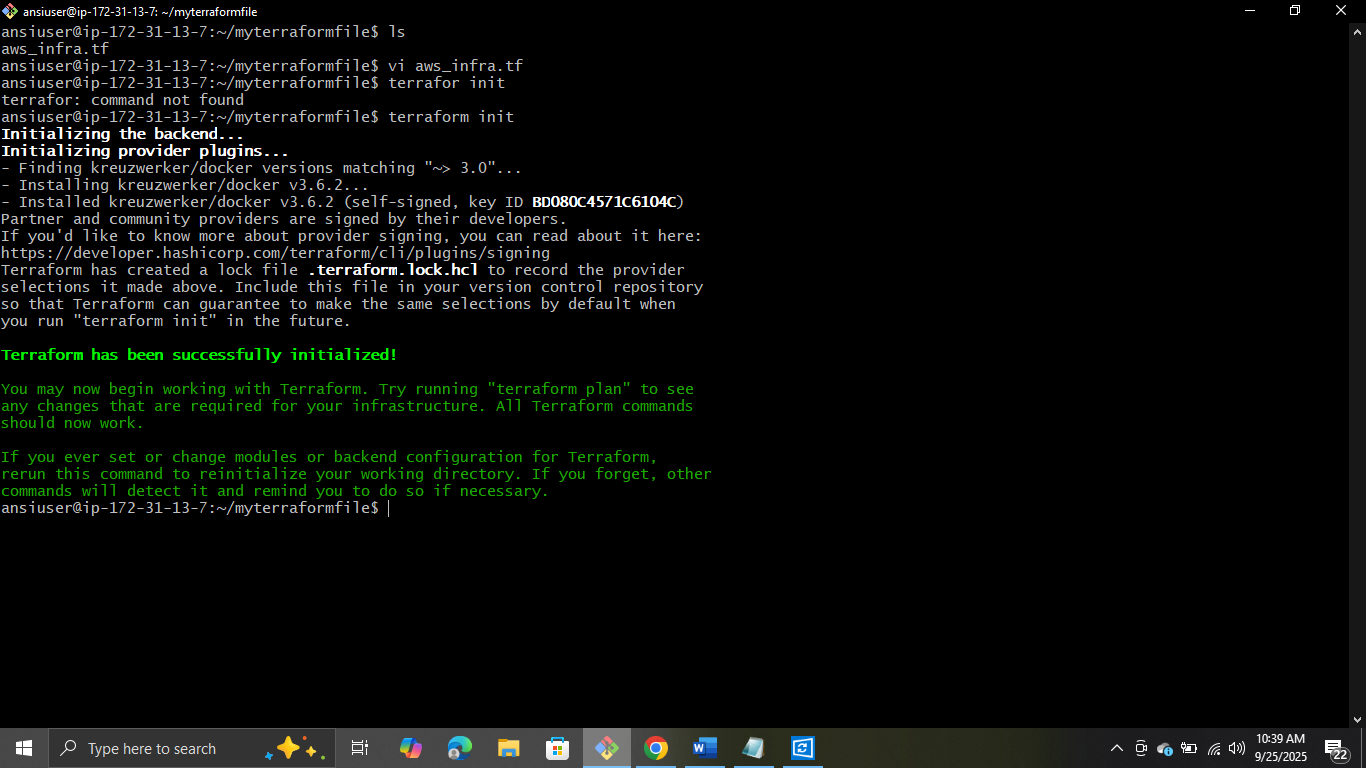 ansiuser@ip-172-31-13-7: ~/myterraformfile
ansiuser@ip-172-31-13-7:~/myterraformfile$ ls
aws_infra.tf
ansiuser@ip-172-31-13-7:~/myterraformfile$ vi aws_infra.tf
ansiuser@ip-172-31-13-7:~/myterraformfile$ terrafor init
terrafor: command not found
ansiuser@ip-172-31-13-7:~/myterraformfile$ terraform init
Initializing the backend...
Initializing provider plugins...
- Finding kreuzwerker/docker versions matching "~> 3.0"...
- Installing kreuzwerker/docker v3.6.2...
- Installed kreuzwerker/docker v3.6.2 (self-signed, key ID BD080C4571C6104C)
Partner and community providers are signed by their developers.
If you'd like to know more about provider signing, you can read about it here:
https://developer.hashicorp.com/terraform/cli/plugins/signing
Terraform has created a lock file .terraform.lock.hcl to record the provider
selections it made above. Include this file in your version control repository
so that Terraform can guarantee to make the same selections by default when
you run "terraform init" in the future.
Terraform has been successfully initialized!
You may now begin working with Terraform. Try running "terraform plan" to see
any changes that are required for your infrastructure. All Terraform commands
should now work.
If you ever set or change modules or backend configuration for Terraform,
rerun this command to reinitialize your working directory. If you forget, other
commands will detect it and remind you to do so if necessary.
ansiuser@ip-172-31-13-7:~/myterraformfile$
Type here to search
10:39 AM
9/25/2025
22